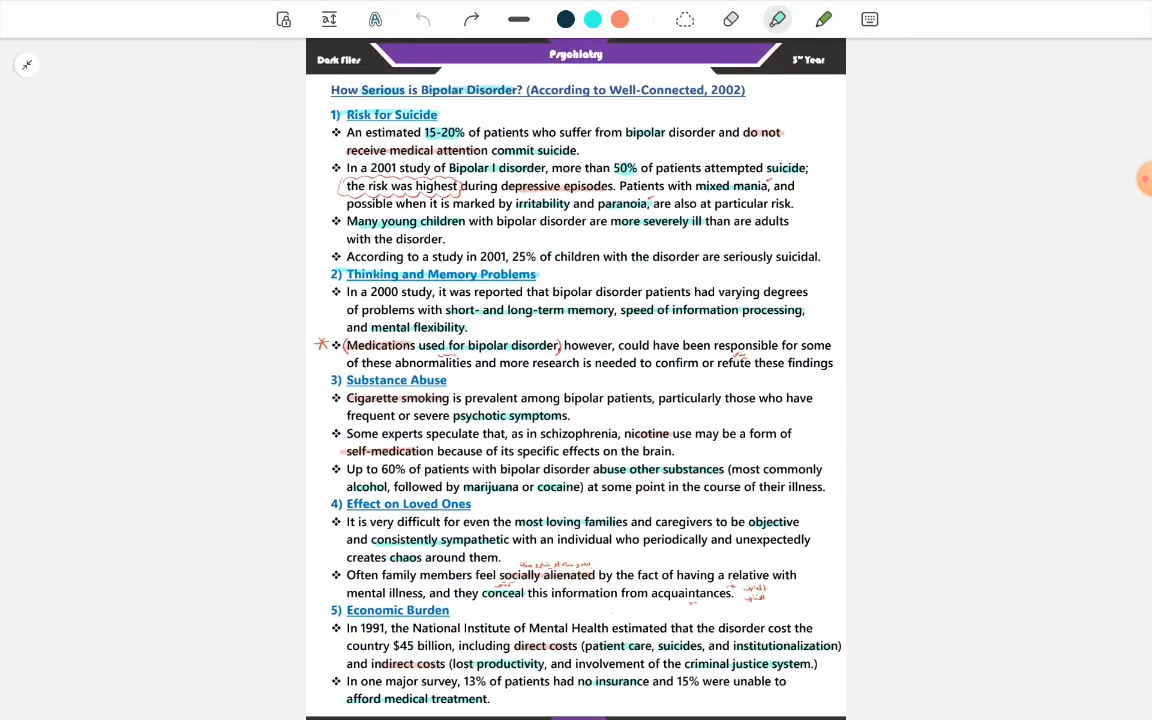 Dark Files
Psychiatry
3rd Year
How Serious is Bipolar Disorder? (According to Well-Connected, 2002)
1) Risk for Suicide
❖ An estimated 15-20% of patients who suffer from bipolar disorder and do not
receive medical attention commit suicide.
❖ In a 2001 study of Bipolar I disorder, more than 50% of patients attempted suicide;
the risk was highest during depressive episodes. Patients with mixed mania, and
possible when it is marked by irritability and paranoia, are also at particular risk.
❖ Many young children with bipolar disorder are more severely ill than are adults
with the disorder.
❖ According to a study in 2001, 25% of children with the disorder are seriously suicidal.
2) Thinking and Memory Problems
❖ In a 2000 study, it was reported that bipolar disorder patients had varying degrees
of problems with short- and long-term memory, speed of information processing,
and mental flexibility.
❖ Medications used for bipolar disorder, however, could have been responsible for some
of these abnormalities and more research is needed to confirm or refute these findings
3) Substance Abuse
❖ Cigarette smoking is prevalent among bipolar patients, particularly those who have
frequent or severe psychotic symptoms.
❖ Some experts speculate that, as in schizophrenia, nicotine use may be a form of
self-medication because of its specific effects on the brain.
❖ Up to 60% of patients with bipolar disorder abuse other substances (most commonly
alcohol, followed by marijuana or cocaine) at some point in the course of their illness.
4) Effect on Loved Ones
❖ It is very difficult for even the most loving families and caregivers to be objective
and consistently sympathetic with an individual who periodically and unexpectedly
creates chaos around them.
❖ Often family members feel socially alienated by the fact of having a relative with
mental illness, and they conceal this information from acquaintances.
5) Economic Burden
❖ In 1991, the National Institute of Mental Health estimated that the disorder cost the
country $45 billion, including direct costs (patient care, suicides, and institutionalization)
and indirect costs (lost productivity, and involvement of the criminal justice system.)
❖ In one major survey, 13% of patients had no insurance and 15% were unable to
afford medical treatment.